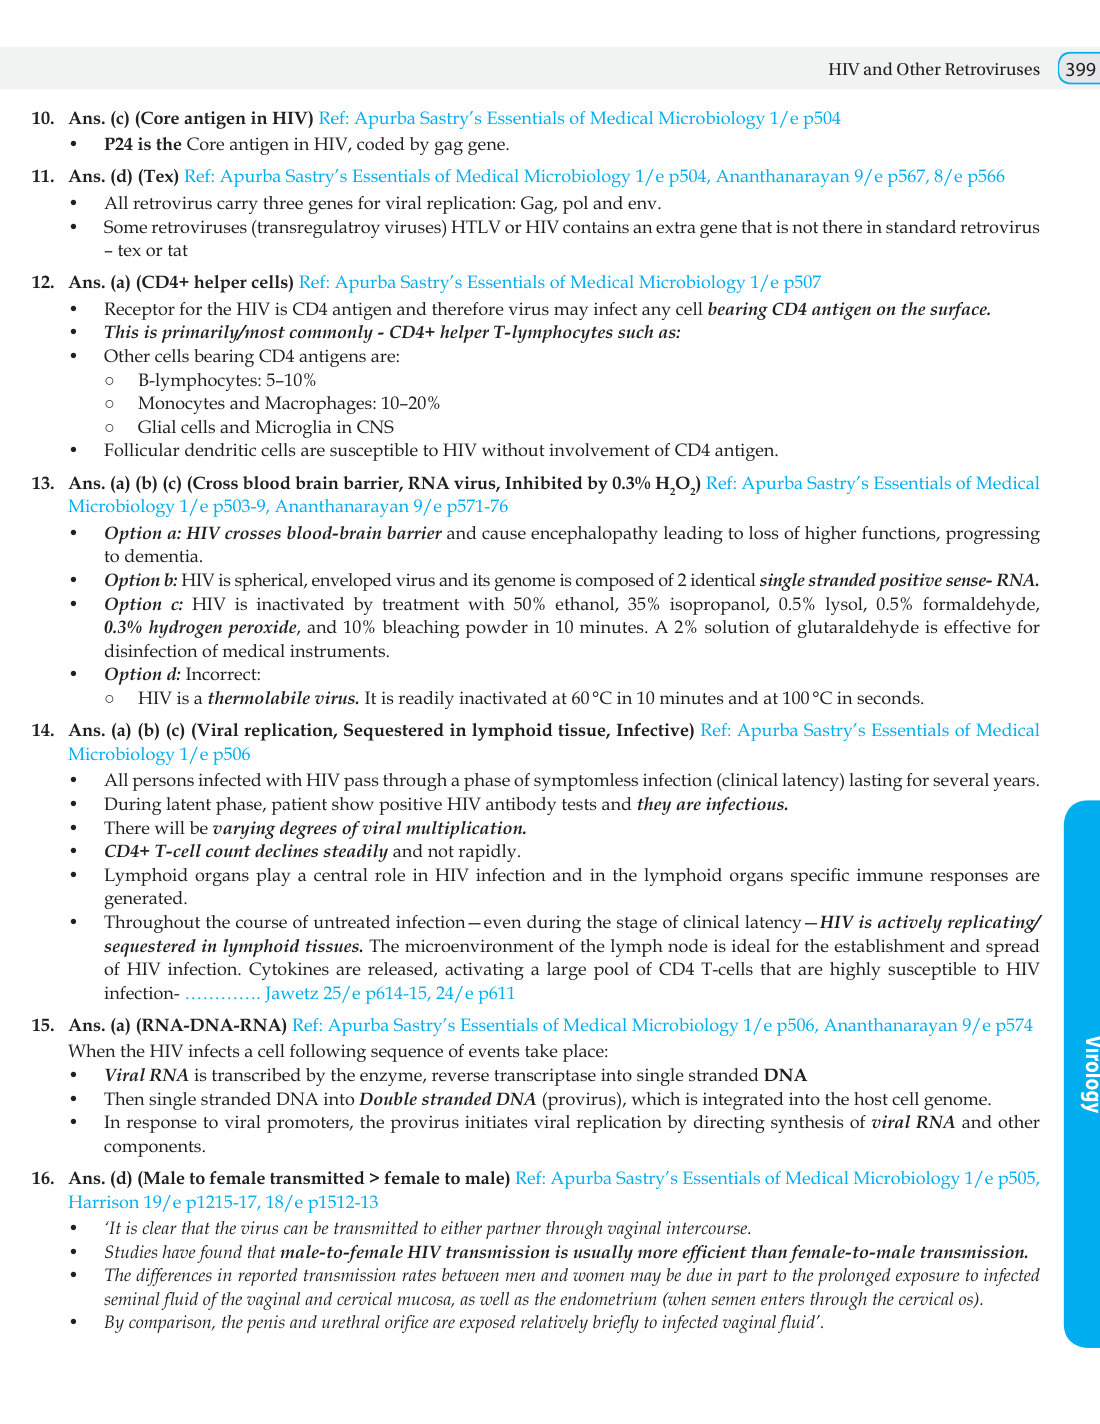 HIV and Other Retroviruses 399
10. Ans. (c) (Core antigen in HIV) Ref: Apurba Sastry's Essentials of Medical Microbiology 1/e p504
• P24 is the Core antigen in HIV, coded by gag gene.
11. Ans. (d) (Tex) Ref: Apurba Sastry's Essentials of Medical Microbiology 1/e p504, Ananthanarayan 9/e p567, 8/e p566
• All retrovirus carry three genes for viral replication: Gag, pol and env.
• Some retroviruses (transregulatroy viruses) HTLV or HIV contains an extra gene that is not there in standard retrovirus
– tex or tat
12. Ans. (a) (CD4+ helper cells) Ref: Apurba Sastry's Essentials of Medical Microbiology 1/e p507
• Receptor for the HIV is CD4 antigen and therefore virus may infect any cell bearing CD4 antigen on the surface.
• This is primarily/most commonly - CD4+ helper T-lymphocytes such as:
• Other cells bearing CD4 antigens are:
○ B-lymphocytes: 5–10%
○ Monocytes and Macrophages: 10–20%
○ Glial cells and Microglia in CNS
• Follicular dendritic cells are susceptible to HIV without involvement of CD4 antigen.
13. Ans. (a) (b) (c) (Cross blood brain barrier, RNA virus, Inhibited by 0.3% H₂O₂) Ref: Apurba Sastry's Essentials of Medical
Microbiology 1/e p503-9, Ananthanarayan 9/e p571-76
• Option a: HIV crosses blood-brain barrier and cause encephalopathy leading to loss of higher functions, progressing
to dementia.
• Option b: HIV is spherical, enveloped virus and its genome is composed of 2 identical single stranded positive sense- RNA.
• Option c: HIV is inactivated by treatment with 50% ethanol, 35% isopropanol, 0.5% lysol, 0.5% formaldehyde,
0.3% hydrogen peroxide, and 10% bleaching powder in 10 minutes. A 2% solution of glutaraldehyde is effective for
disinfection of medical instruments.
• Option d: Incorrect:
○ HIV is a thermolabile virus. It is readily inactivated at 60 °C in 10 minutes and at 100 °C in seconds.
14. Ans. (a) (b) (c) (Viral replication, Sequestered in lymphoid tissue, Infective) Ref: Apurba Sastry's Essentials of Medical
Microbiology 1/e p506
• All persons infected with HIV pass through a phase of symptomless infection (clinical latency) lasting for several years.
• During latent phase, patient show positive HIV antibody tests and they are infectious.
• There will be varying degrees of viral multiplication.
• CD4+ T-cell count declines steadily and not rapidly.
• Lymphoid organs play a central role in HIV infection and in the lymphoid organs specific immune responses are
generated.
• Throughout the course of untreated infection—even during the stage of clinical latency—HIV is actively replicating/
sequestered in lymphoid tissues. The microenvironment of the lymph node is ideal for the establishment and spread
of HIV infection. Cytokines are released, activating a large pool of CD4 T-cells that are highly susceptible to HIV
infection- …………. Jawetz 25/e p614-15, 24/e p611
15. Ans. (a) (RNA-DNA-RNA) Ref: Apurba Sastry's Essentials of Medical Microbiology 1/e p506, Ananthanarayan 9/e p574
When the HIV infects a cell following sequence of events take place:
• Viral RNA is transcribed by the enzyme, reverse transcriptase into single stranded DNA
• Then single stranded DNA into Double stranded DNA (provirus), which is integrated into the host cell genome.
• In response to viral promoters, the provirus initiates viral replication by directing synthesis of viral RNA and other
components.
16. Ans. (d) (Male to female transmitted > female to male) Ref: Apurba Sastry's Essentials of Medical Microbiology 1/e p505,
Harrison 19/e p1215-17, 18/e p1512-13
• 'It is clear that the virus can be transmitted to either partner through vaginal intercourse.
• Studies have found that male-to-female HIV transmission is usually more efficient than female-to-male transmission.
• The differences in reported transmission rates between men and women may be due in part to the prolonged exposure to infected
seminal fluid of the vaginal and cervical mucosa, as well as the endometrium (when semen enters through the cervical os).
• By comparison, the penis and urethral orifice are exposed relatively briefly to infected vaginal fluid'.
Virology